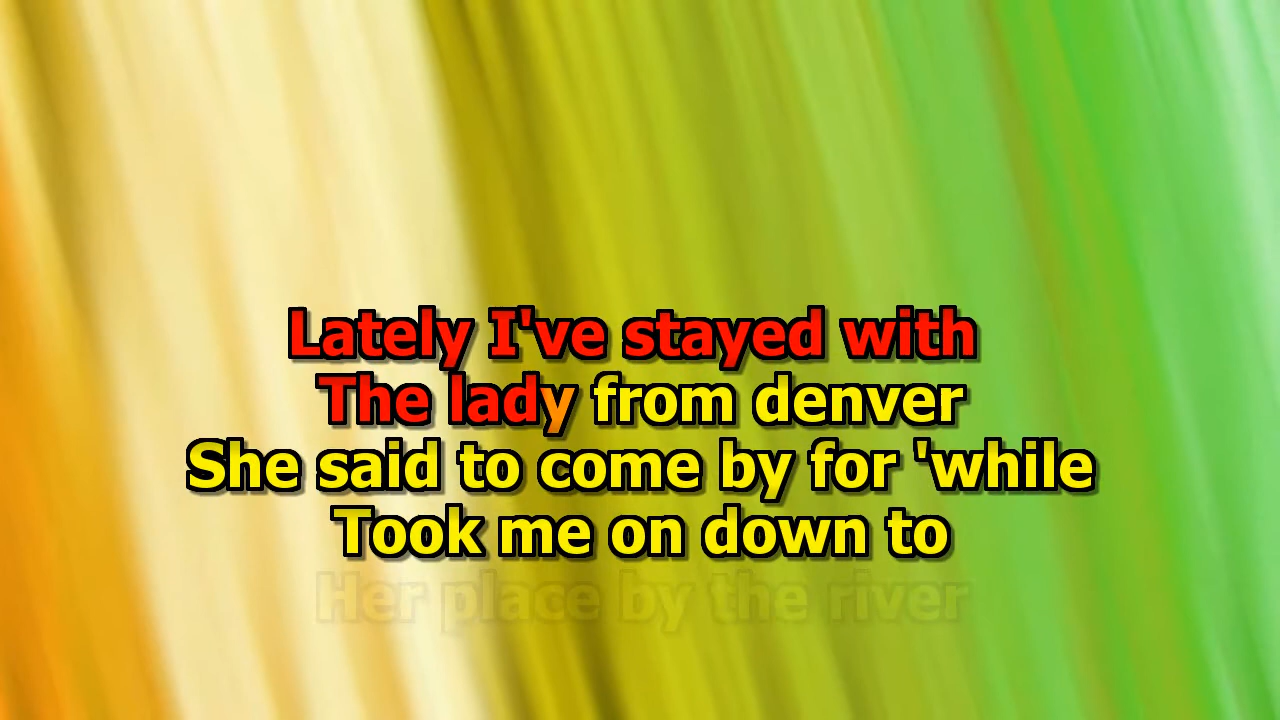 Lately I've stayed with
The lady from denver
She said to come by for 'while
Took me on down to
Her place by the river